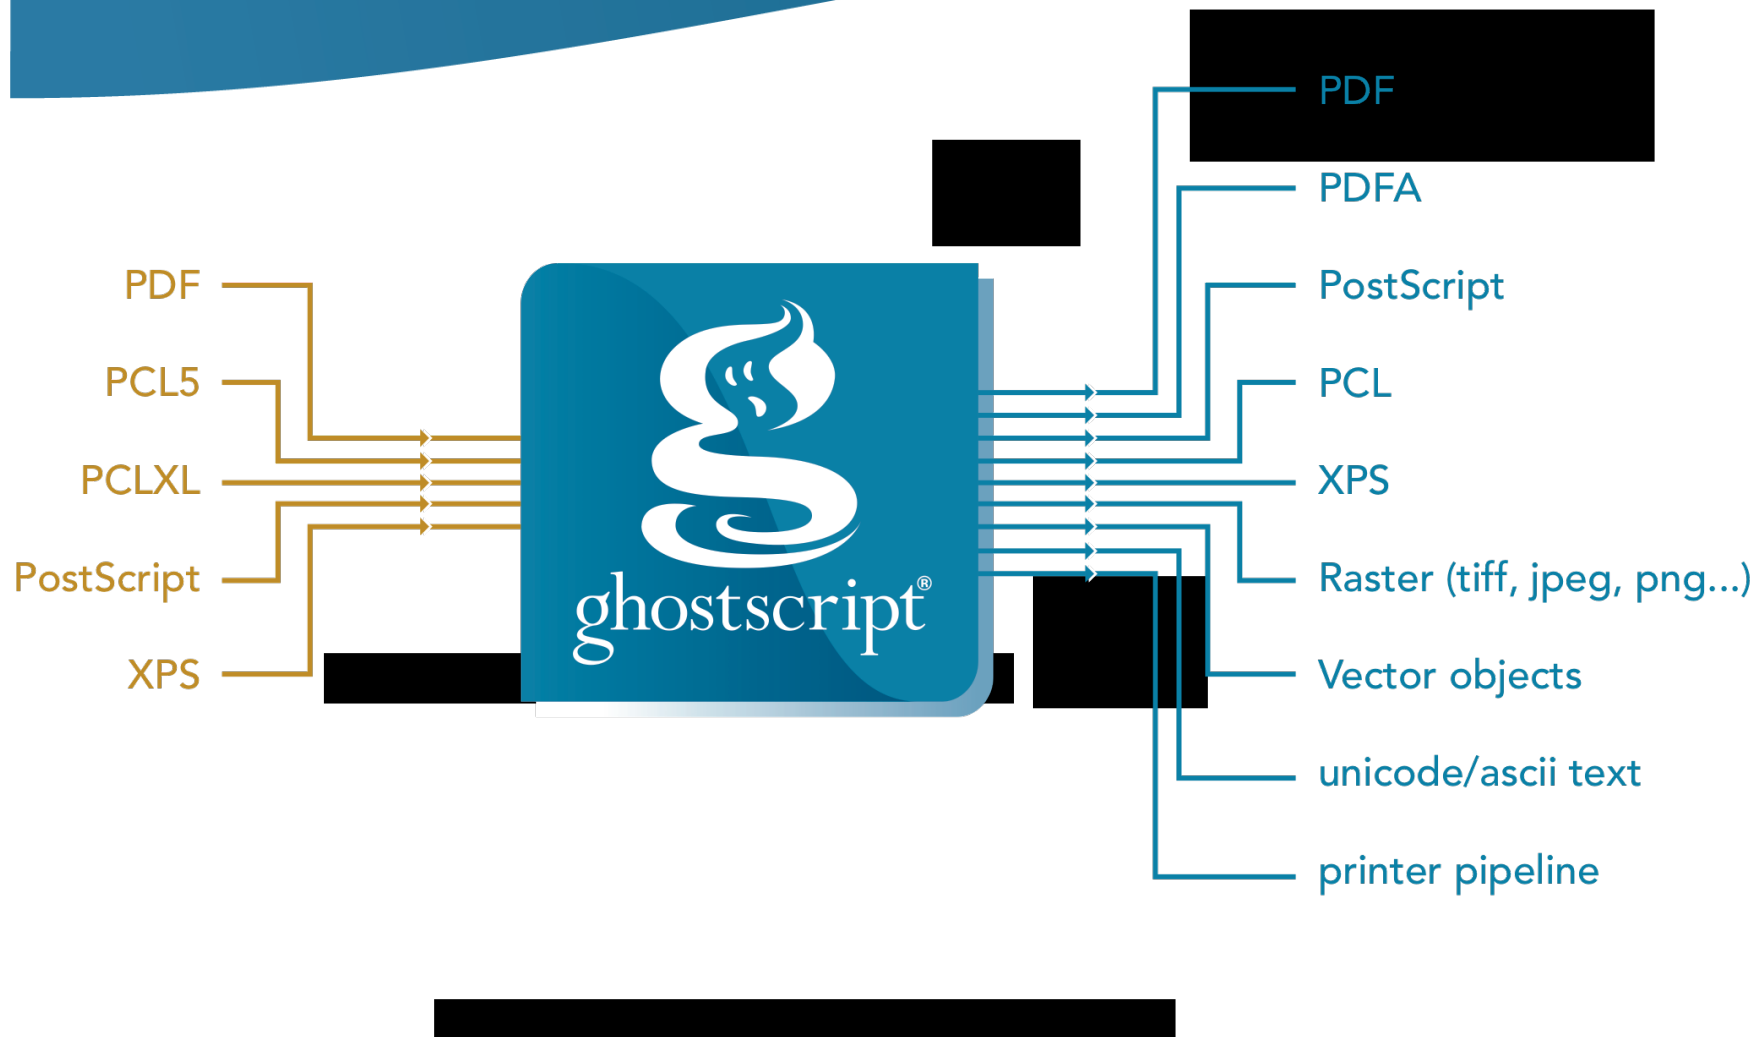 PDF
PCL5
PCLXL
PostScript
XPS
ghostscript®
PDF
PDFA
PostScript
PCL
XPS
Raster (tiff, jpeg, png...)
Vector objects
unicode/ascii text
printer pipeline